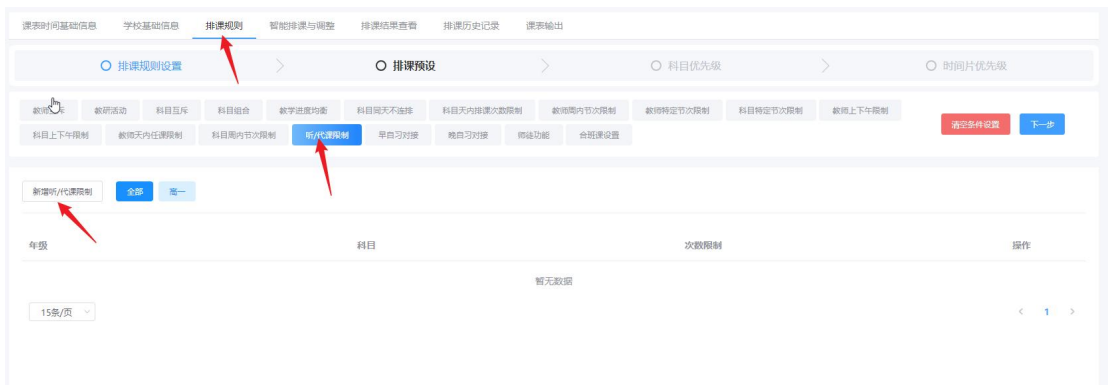 课表时间基础信息 学校基础信息 排课规则 智能排课与调整 排课结果查看 排课历史记录 课表输出
排课规则设置 排课预设 科目优先级 时间片优先级
教研活动 科目互斥 科目组合 教学进度均衡 科目同天不连排 科目天内排课次数限制 教师周内节次限制 教师特定节次限制 科目特定节次限制 教师上下午限制
清空条件设置 下一步
科目上下午限制 教师天内任课限制 科目周内节次限制 听/代课限制 早自习对接 晚自习对接 师徒功能 合班课设置
新增听/代课限制 全部 高一
年级 科目 次数限制 操作
暂无数据
15条/页 1